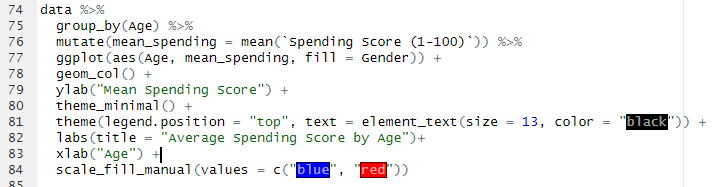 74 data %>%
75 group_by(Age) %>%
76 mutate(mean_spending = mean(`Spending Score (1-100)`)) %>%
77 ggplot(aes(Age, mean_spending, fill = Gender)) +
78 geom_col() +
79 ylab("Mean Spending Score") +
80 theme_minimal() +
81 theme(legend.position = "top", text = element_text(size = 13, color = "black")) +
82 labs(title = "Average Spending Score by Age")+
83 xlab("Age") +
84 scale_fill_manual(values = c("blue", "red"))
85